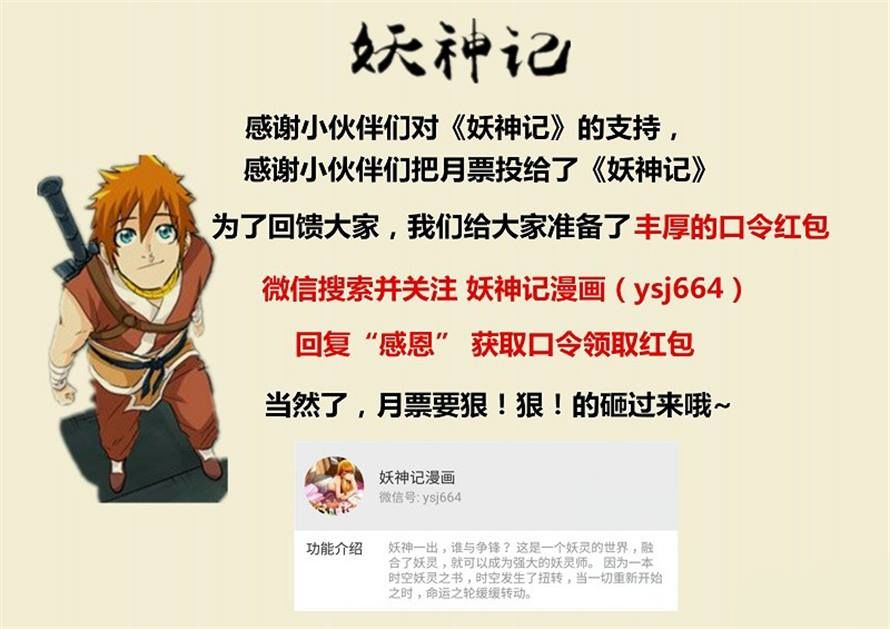 妖神记
感谢小伙伴们对《妖神记》的支持，
感谢小伙伴们把月票投给了《妖神记》
为了回馈大家，我们给大家准备了丰厚的口令红包
微信搜索并关注 妖神记漫画（ysj664）
回复“感恩” 获取口令领取红包
当然了，月票要狠！狠！的砸过来哦~
妖神记漫画
微信号: ysj664
功能介绍
妖神一出，谁与争锋？ 这是一个妖灵的世界，融
合了妖灵，就可以成为强大的妖灵师。 因为一本
时空妖灵之书，时空发生了扭转，当一切重新开始
之时，命运之轮缓缓转动。